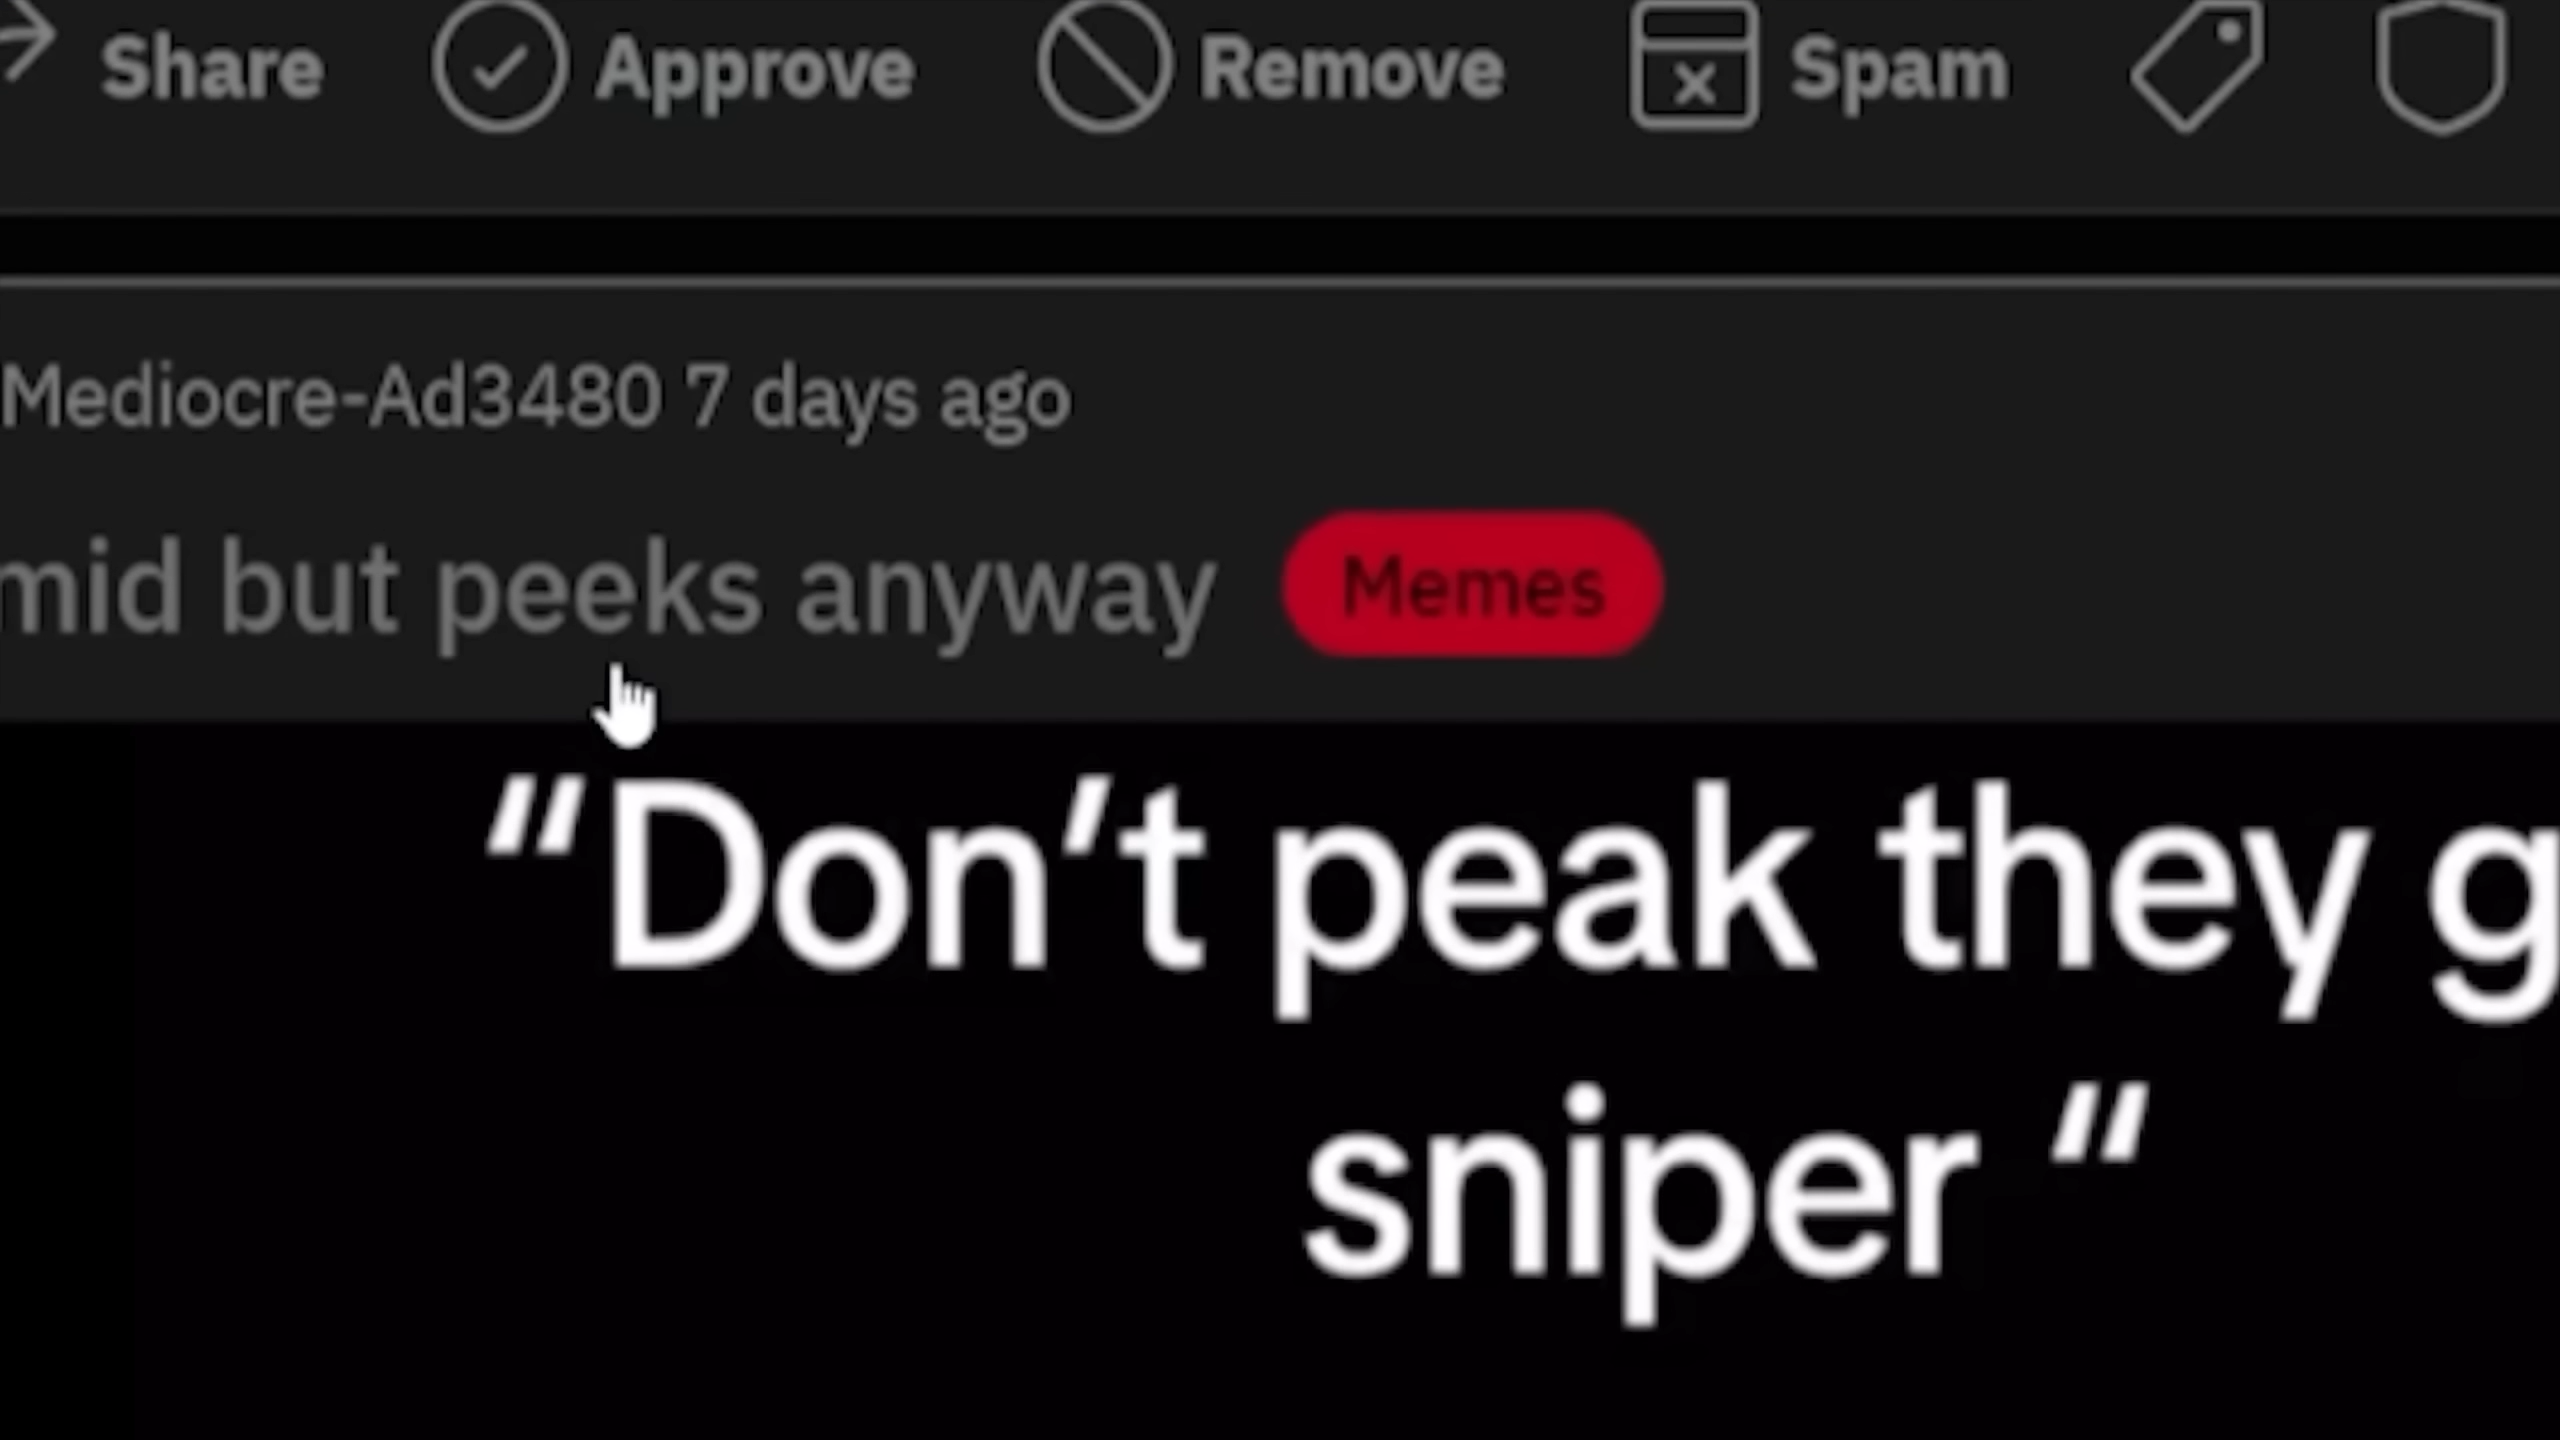 Share Approve Remove Spam
Mediocre-Ad3480 7 days ago
mid but peeks anyway Memes
“Don’t peak they g
sniper “